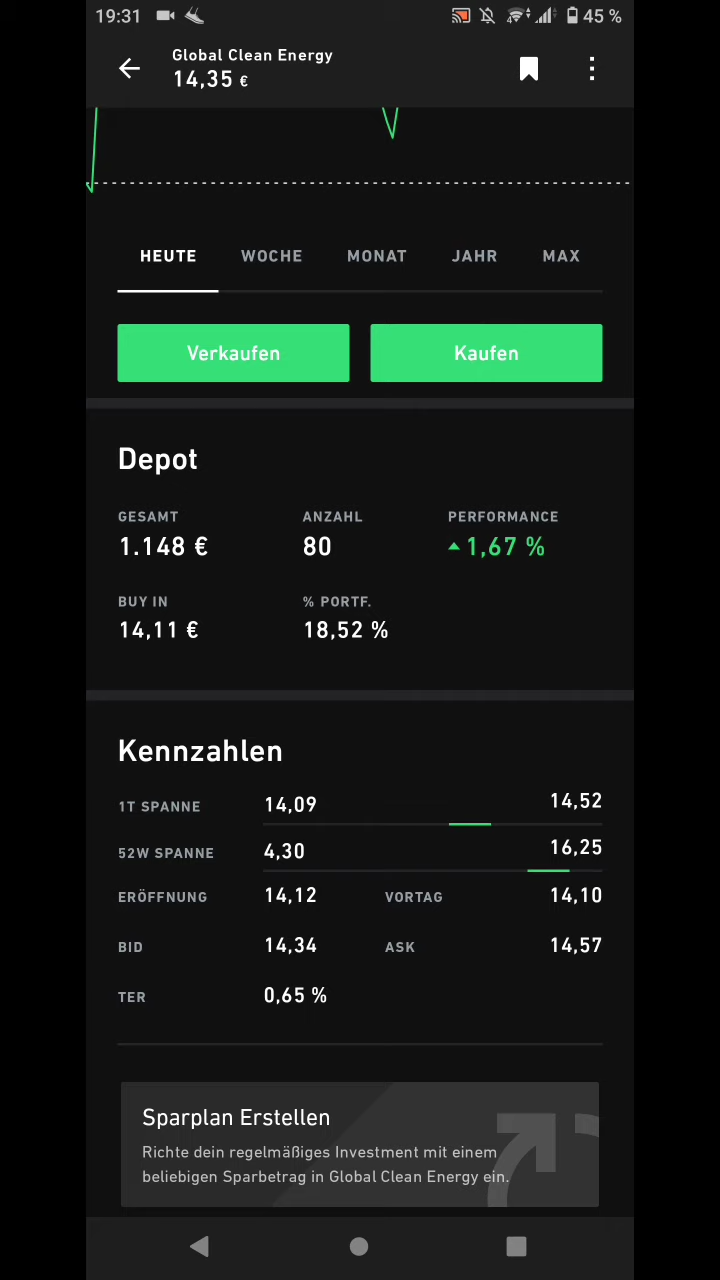 19:31 45 %
Global Clean Energy
14,35 €
HEUTE WOCHE MONAT JAHR MAX
Verkaufen Kaufen
Depot
GESAMT ANZAHL PERFORMANCE
1.148 € 80 1,67 %
BUY IN % PORTF.
14,11 € 18,52 %
Kennzahlen
1T SPANNE 14,09 14,52
52W SPANNE 4,30 16,25
ERÖFFNUNG 14,12 VORTAG 14,10
BID 14,34 ASK 14,57
TER 0,65 %
Sparplan Erstellen
Richte dein regelmäßiges Investment mit einem
beliebigen Sparbetrag in Global Clean Energy ein.